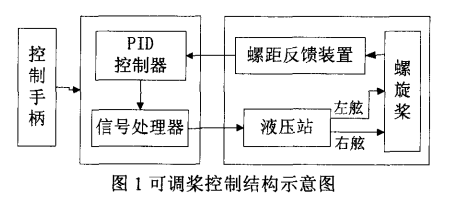 控制手柄
PID
控制器
信号处理器
螺距反馈装置
液压站
左舷
右舷
螺旋桨
图1可调桨控制结构示意图